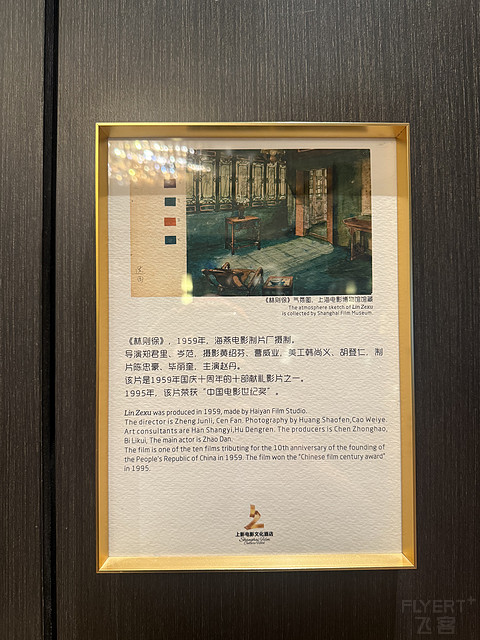 《林则徐》气氛图，上海电影博物馆馆藏
The atmosphere sketch of Lin Zexu
is collected by Shanghai Film Museum.
《林则徐》，1959年，海燕电影制片厂摄制。
导演郑君里、岑范，摄影黄绍芬、曹威业，美工韩尚义、胡登仁，制
片陈忠豪、毕丽奎，主演赵丹。
该片是1959年国庆十周年的十部献礼影片之一。
1995年，该片荣获“中国电影世纪奖”。
Lin Zexu was produced in 1959, made by Haiyan Film Studio.
The director is Zheng Junli, Cen Fan. Photography by Huang Shaofen,Cao Weiye.
Art consultants are Han Shangyi,Hu Dengren. The producers is Chen Zhonghao,
Bi Likui, The main actor is Zhao Dan.
The film is one of the ten films tributing for the 10th anniversary of the founding of
the People's Republic of China in 1959. The film won the "Chinese film century award"
in 1995.
上影电影文化酒店
Shanghai Film
FLYERT+
飞客